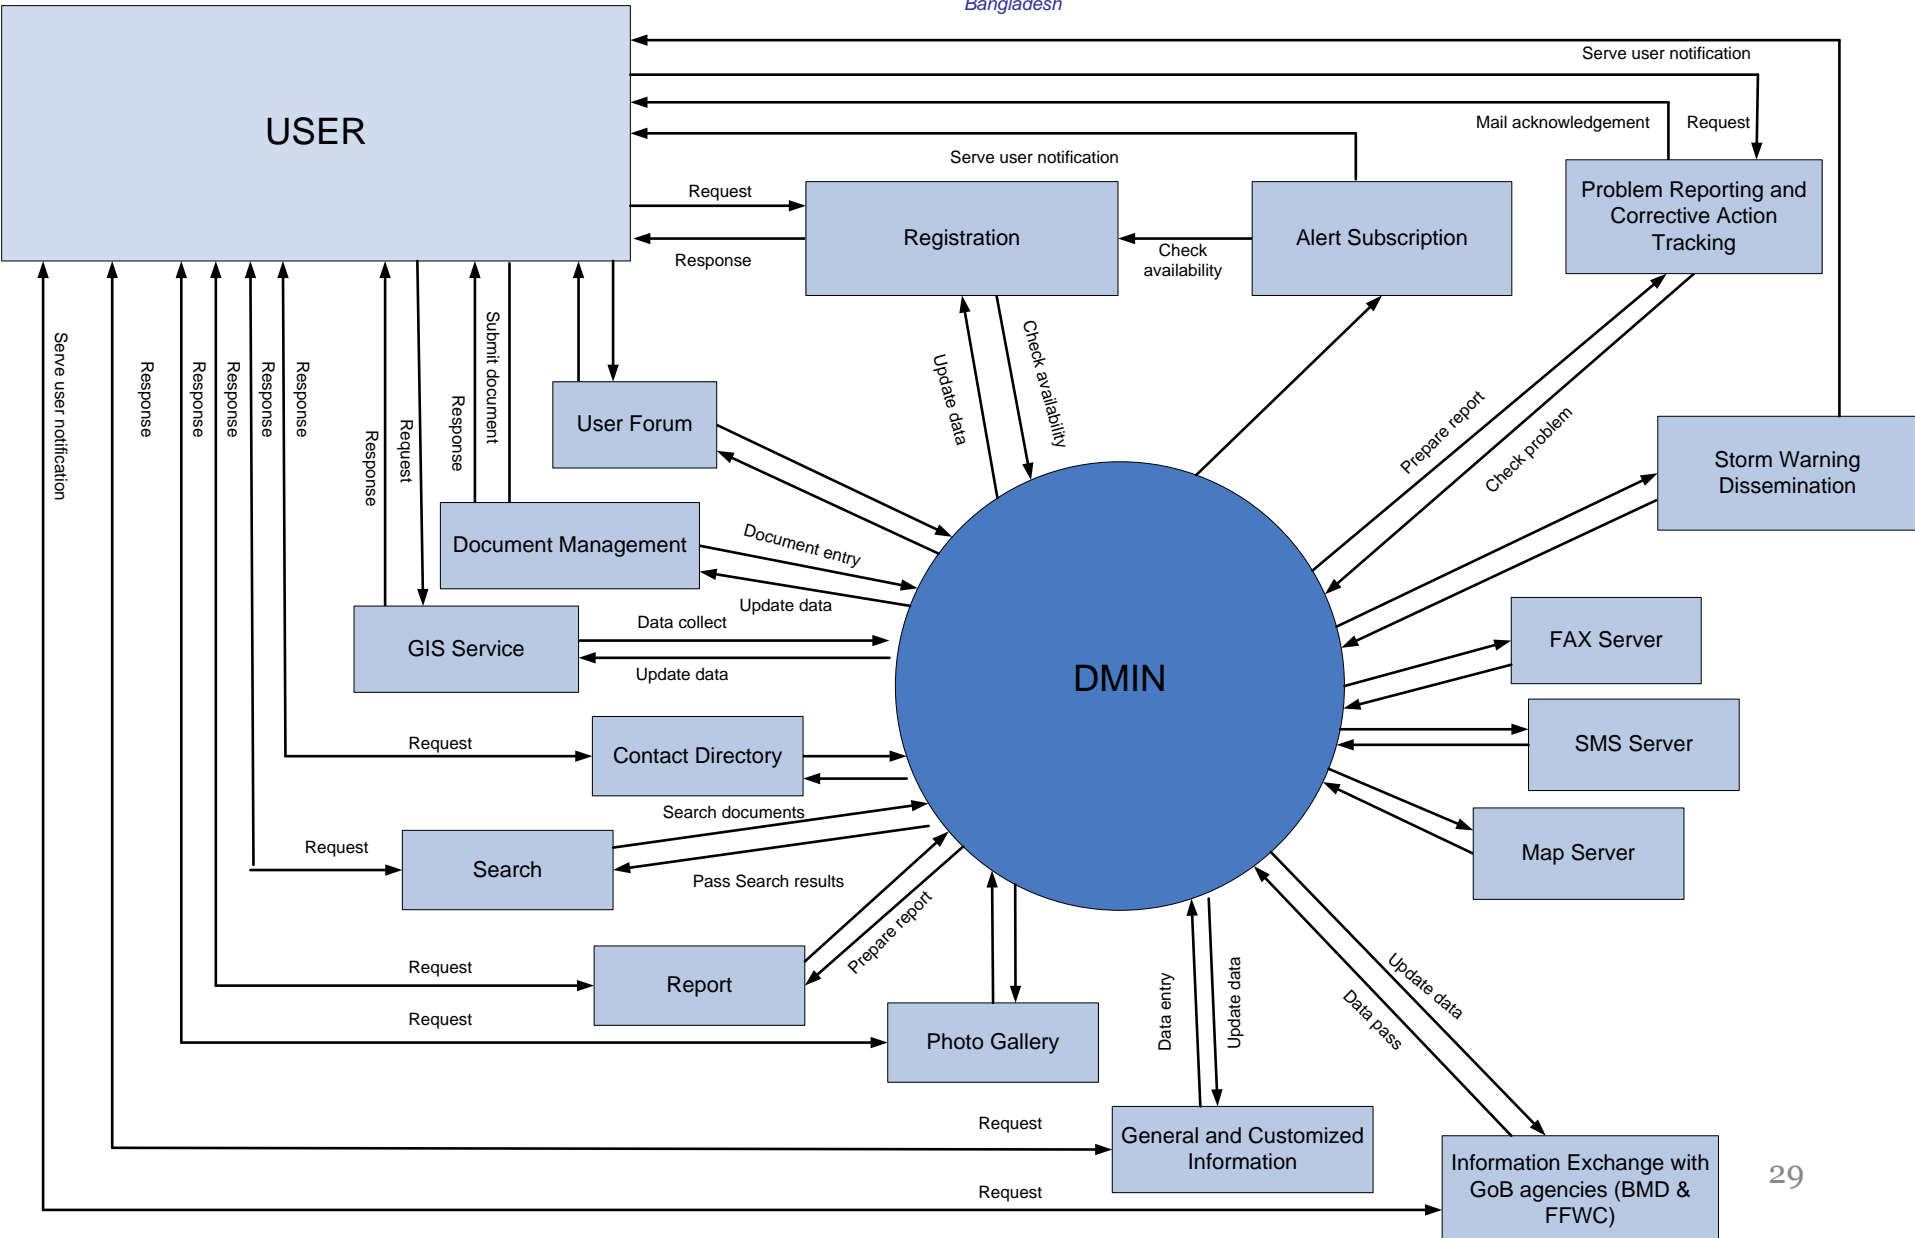 Bangladesh
Serve user notification
USER
Mail acknowledgement
Request
Serve user notification
Request
Registration
Response
Check
availability
Alert Subscription
Problem Reporting and
Corrective Action
Tracking
Serve user notification
Response
Response
Response
Response
Response
Response
Request
Response
Submit document
User Forum
Update data
Check availability
Prepare report
Check problem
Storm Warning
Dissemination
Document Management
Document entry
Update data
GIS Service
Data collect
Update data
DMIN
FAX Server
SMS Server
Map Server
Request
Contact Directory
Search documents
Request
Search
Pass Search results
Prepare report
Request
Report
Request
Photo Gallery
Data entry
Update data
Update data
Data pass
Request
General and Customized
Information
Request
Information Exchange with
GoB agencies (BMD &
FFWC)
29